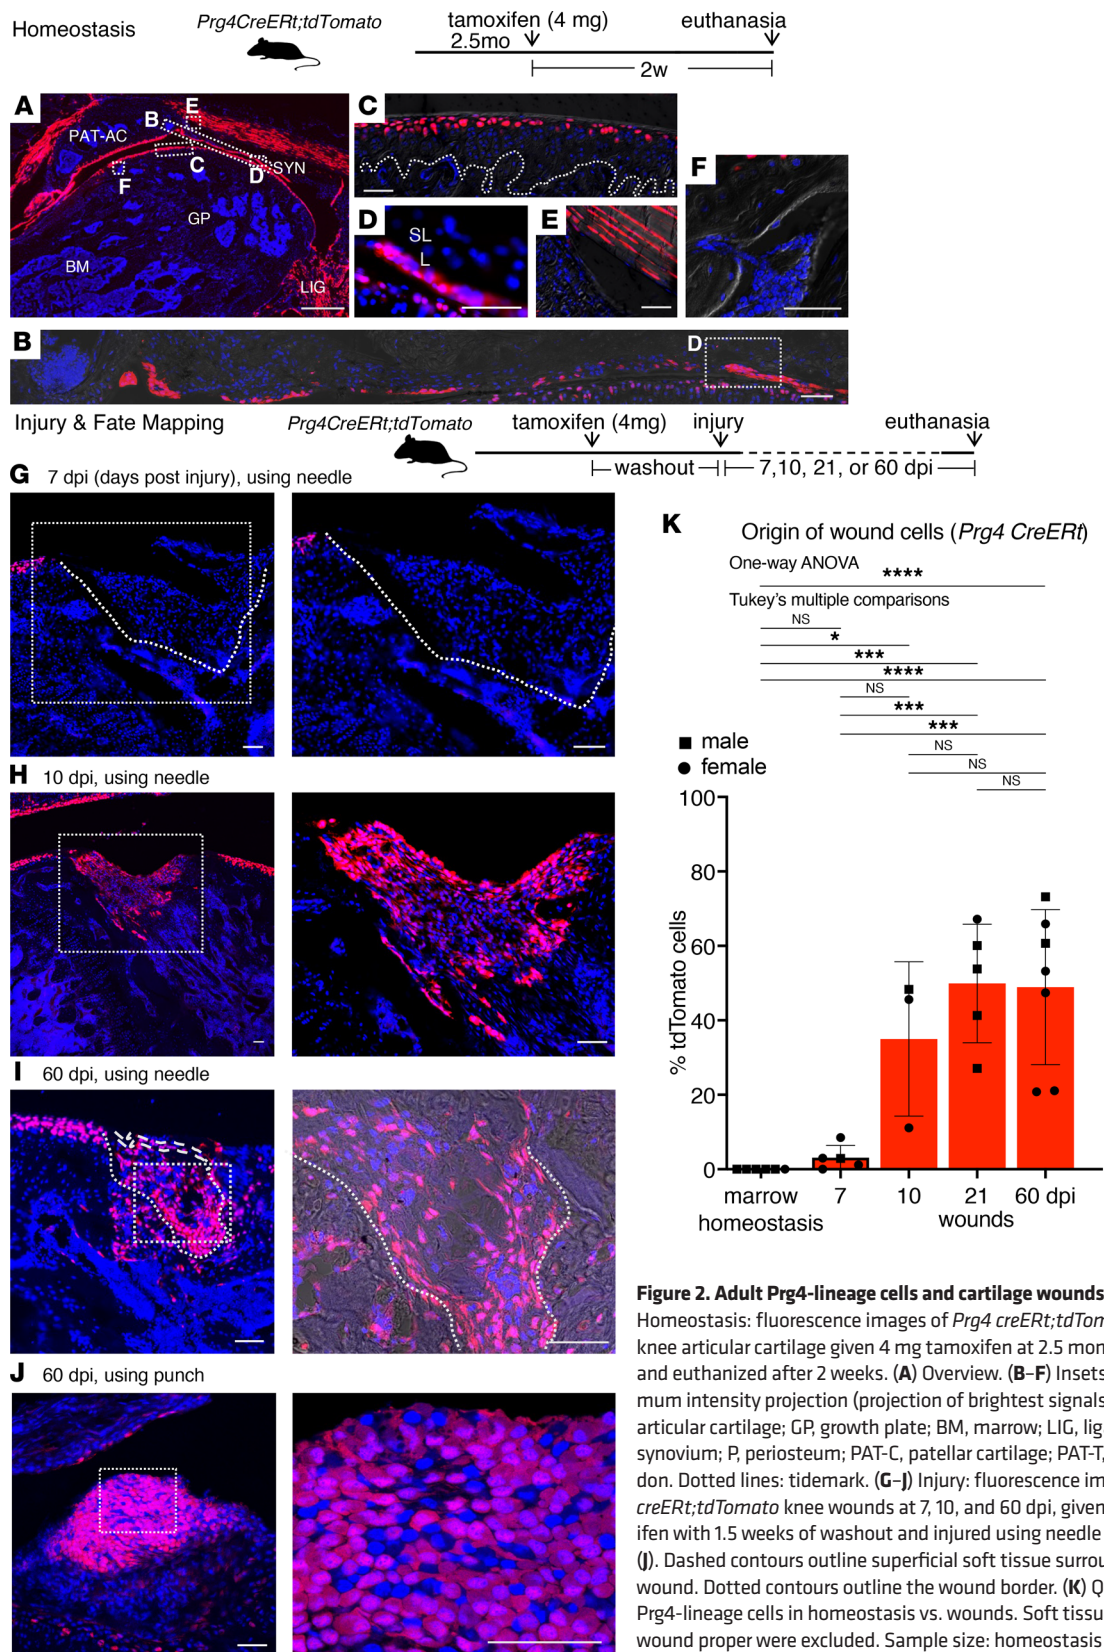 Homeostasis
Prg4CreERt;tdTomato
tamoxifen (4 mg)
euthanasia
2.5mo
2w
A
B
E
PAT-AC
C
D
SYN
F
GP
BM
LIG
C
D
SL
L
E
F
B
D
Injury & Fate Mapping
Prg4CreERt;tdTomato
tamoxifen (4mg)
injury
euthanasia
washout
7,10, 21, or 60 dpi
G 7 dpi (days post injury), using needle
H 10 dpi, using needle
I 60 dpi, using needle
J 60 dpi, using punch
K
Origin of wound cells (Prg4 CreERt)
One-way ANOVA
****
Tukey's multiple comparisons
NS
*
***
****
NS
***
***
NS
NS
NS
male
female
100
80
60
40
20
0
% tdTomato cells
marrow 7 10 21 60 dpi
homeostasis wounds
Figure 2. Adult Prg4-lineage cells and cartilage wounds
Homeostasis: fluorescence images of Prg4 creERt;tdTom
knee articular cartilage given 4 mg tamoxifen at 2.5 mon
and euthanized after 2 weeks. (A) Overview. (B–F) Insets
mum intensity projection (projection of brightest signals
articular cartilage; GP, growth plate; BM, marrow; LIG, lig
synovium; P, periosteum; PAT-C, patellar cartilage; PAT-T,
don. Dotted lines: tidemark. (G–J) Injury: fluorescence im
creERt;tdTomato knee wounds at 7, 10, and 60 dpi, given
ifen with 1.5 weeks of washout and injured using needle
(J). Dashed contours outline superficial soft tissue surrou
wound. Dotted contours outline the wound border. (K) Q
Prg4-lineage cells in homeostasis vs. wounds. Soft tissu
wound proper were excluded. Sample size: homeostasis